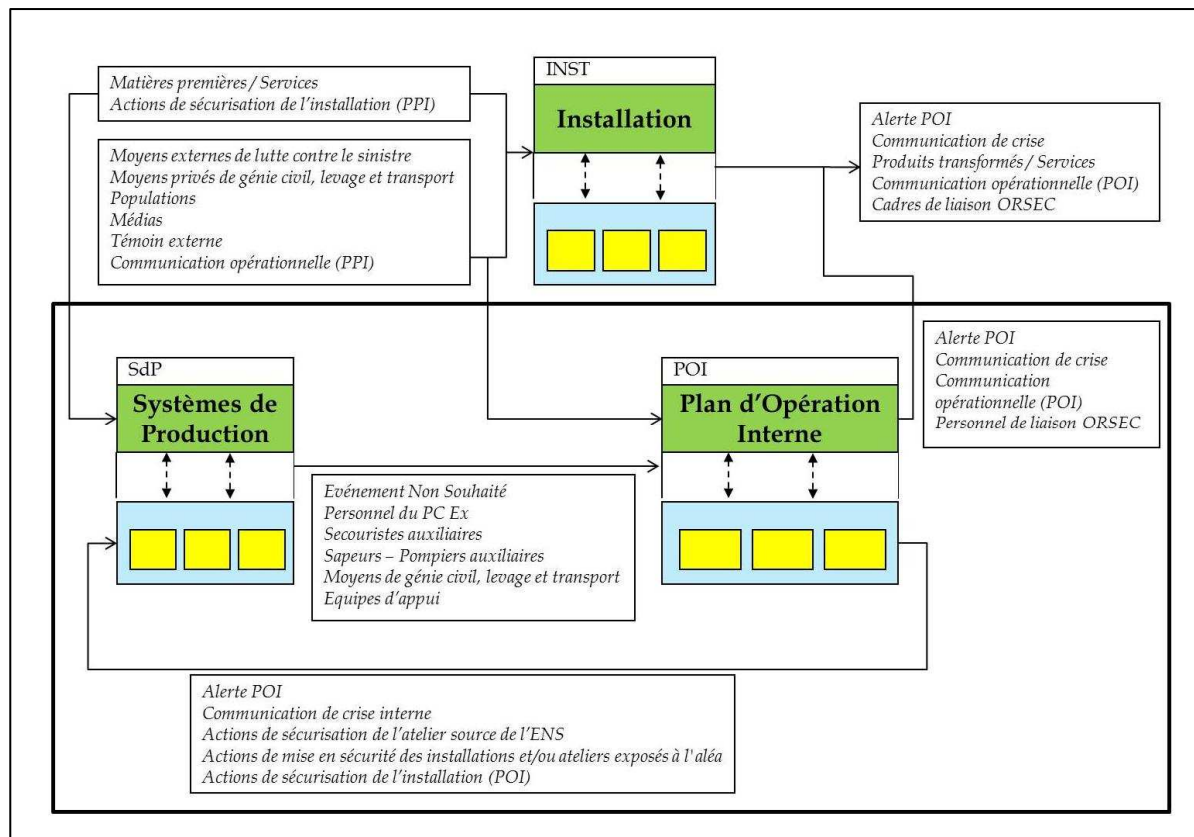 Matières premières / Services
Actions de sécurisation de l'installation (PPI)
Moyens externes de lutte contre le sinistre
Moyens privés de génie civil, levage et transport
Populations
Médias
Témoin externe
Communication opérationnelle (PPI)
INST
Installation
Alerte POI
Communication de crise
Produits transformés / Services
Communication opérationnelle (POI)
Cadres de liaison ORSEC
SdP
Systèmes de
Production
POI
Plan d'Opération
Interne
Alerte POI
Communication de crise
Communication
opérationnelle (POI)
Personnel de liaison ORSEC
Evénement Non Souhaité
Personnel du PC Ex
Secouristes auxiliaires
Sapeurs – Pompiers auxiliaires
Moyens de génie civil, levage et transport
Equipes d'appui
Alerte POI
Communication de crise interne
Actions de sécurisation de l'atelier source de l'ENS
Actions de mise en sécurité des installations et/ou ateliers exposés à l'aléa
Actions de sécurisation de l'installation (POI)